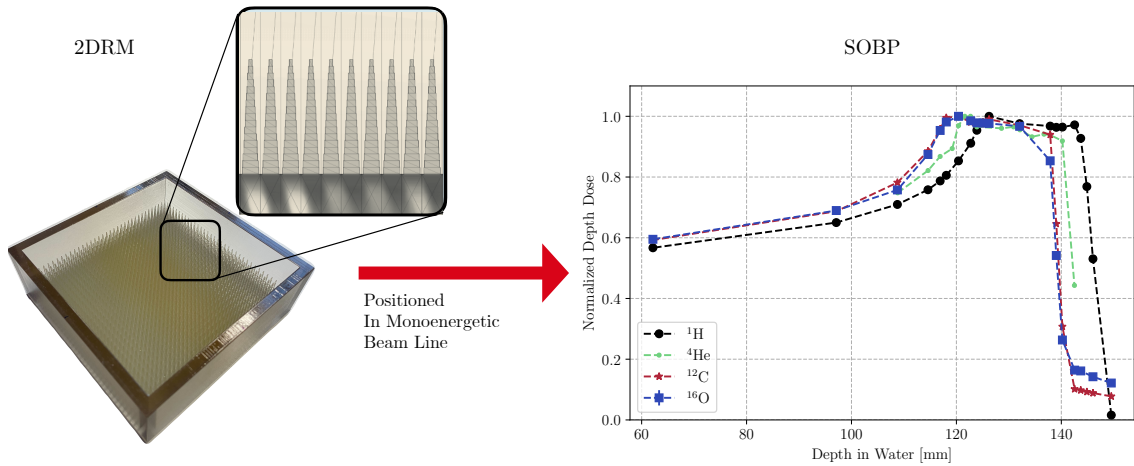 2DRM
Positioned
In Monoenergetic
Beam Line
SOBP
Normalized Depth Dose
1.0
0.8
0.6
0.4
0.2
0.0
¹H
⁴He
¹²C
¹⁶O
60
80
100
120
140
Depth in Water [mm]